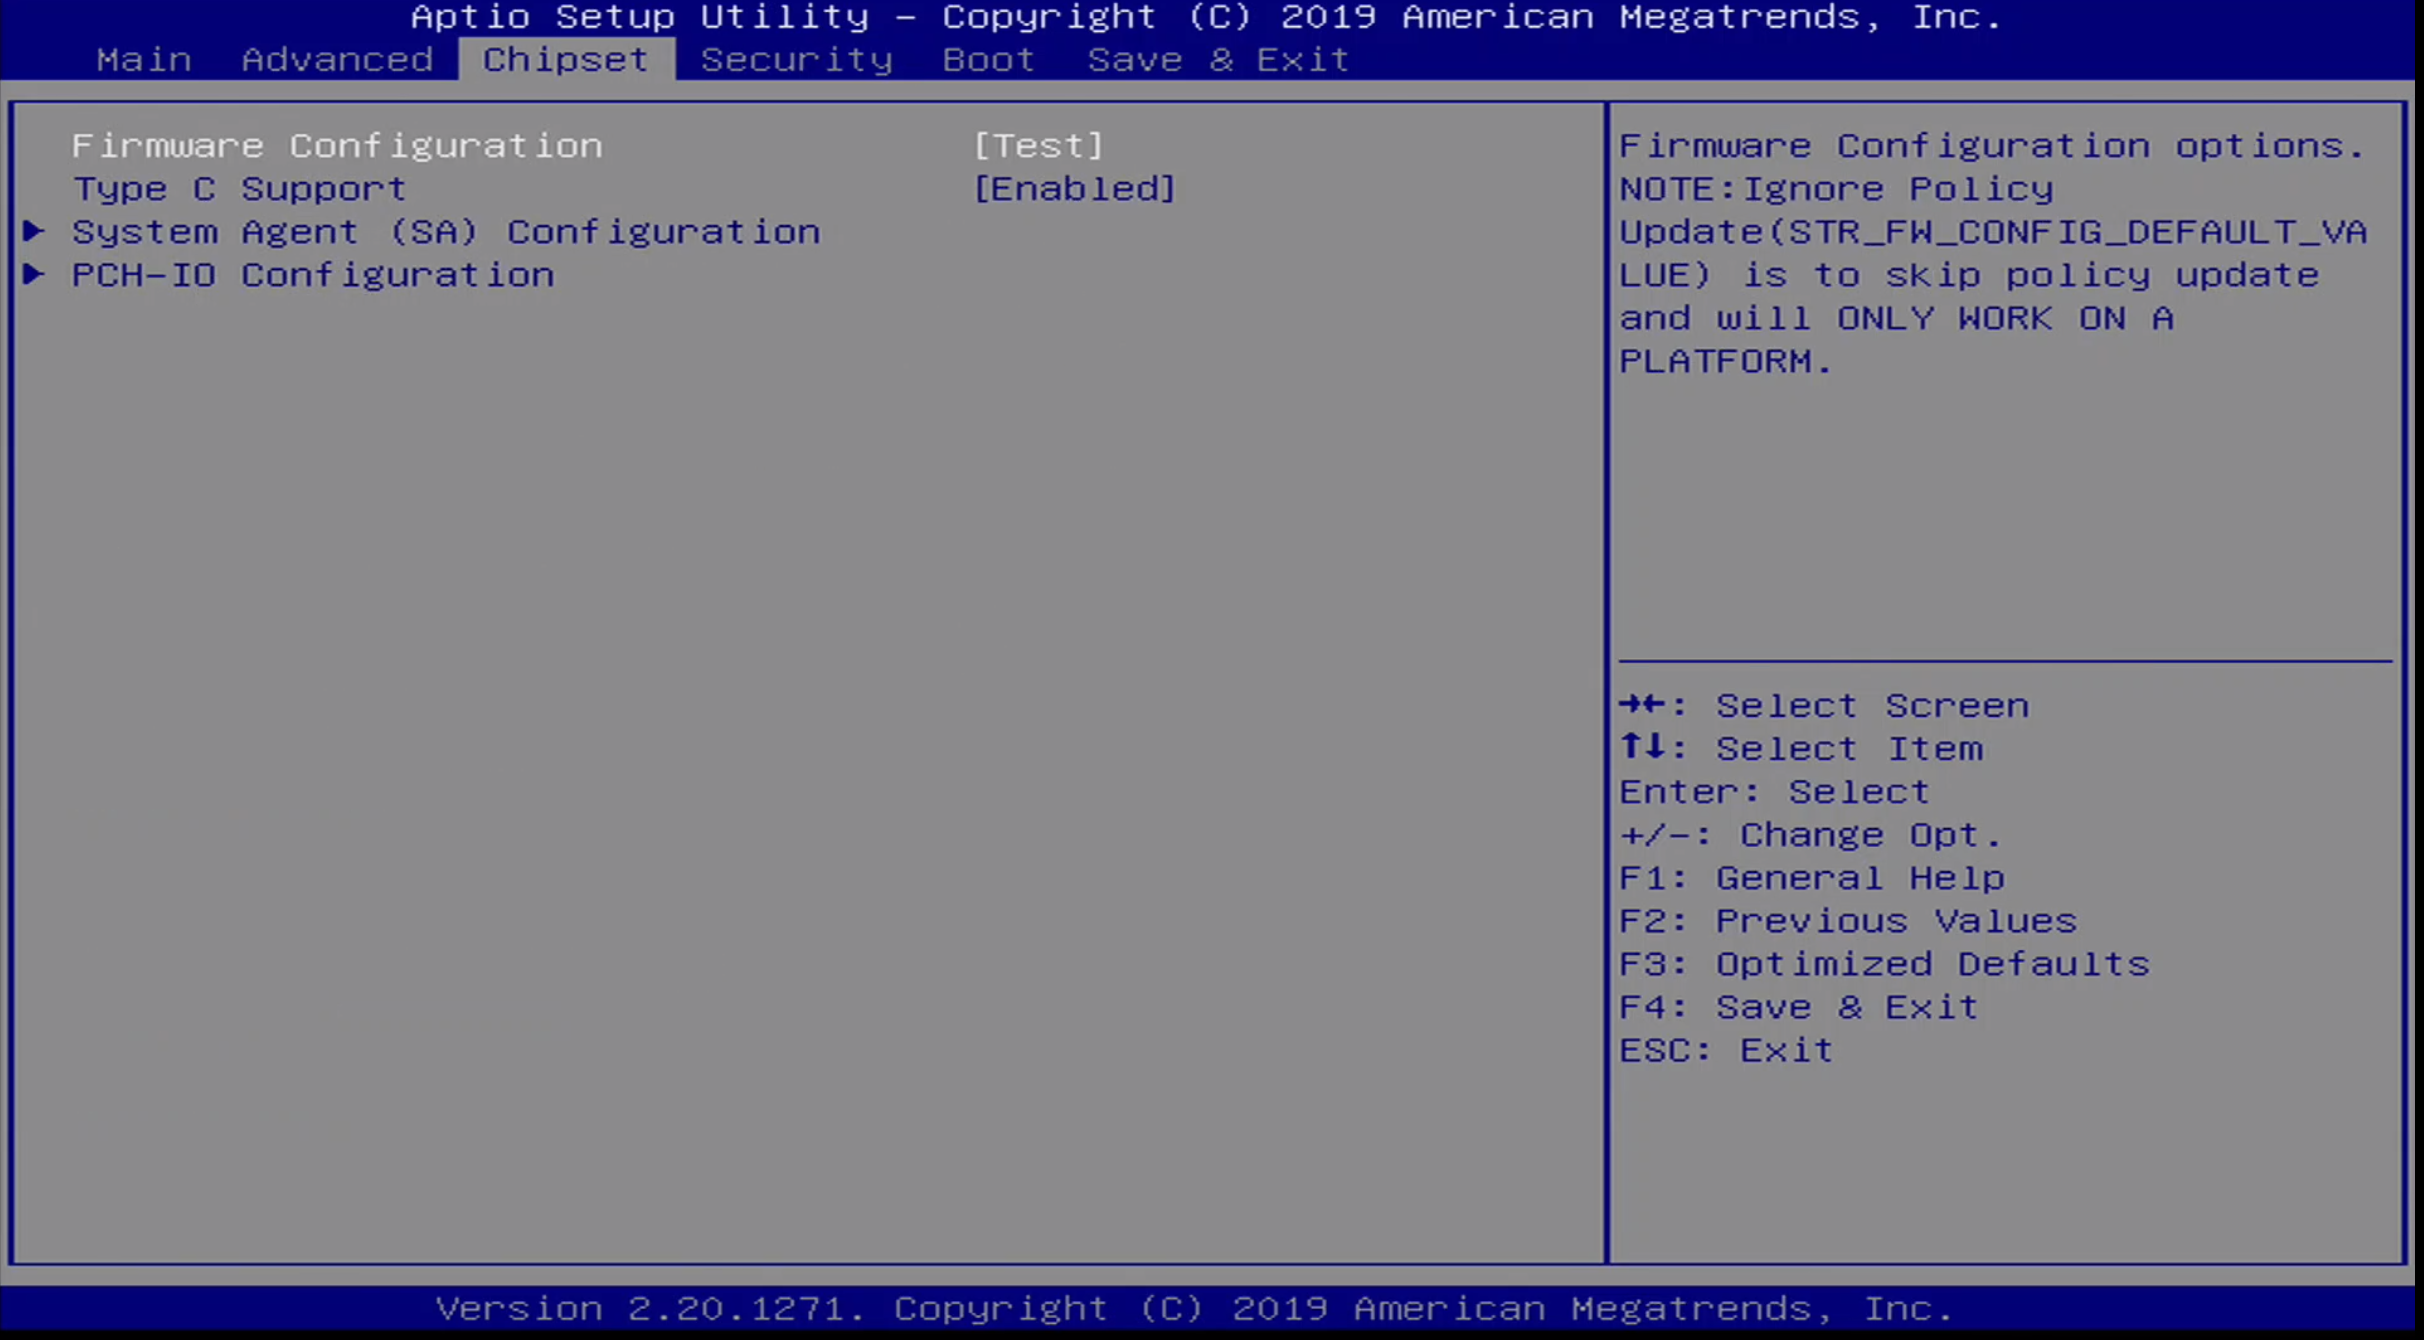 Aptio Setup Utility – Copyright (C) 2019 American Megatrends, Inc.
Main Advanced Chipset Security Boot Save & Exit
Firmware Configuration [Test]
Type C Support [Enabled]
▶ System Agent (SA) Configuration
▶ PCH-IO Configuration
Firmware Configuration options.
NOTE:Ignore Policy
Update(STR_FW_CONFIG_DEFAULT_VA
LUE) is to skip policy update
and will ONLY WORK ON A
PLATFORM.
→←: Select Screen
↑↓: Select Item
Enter: Select
+/-: Change Opt.
F1: General Help
F2: Previous Values
F3: Optimized Defaults
F4: Save & Exit
ESC: Exit
Version 2.20.1271. Copyright (C) 2019 American Megatrends, Inc.